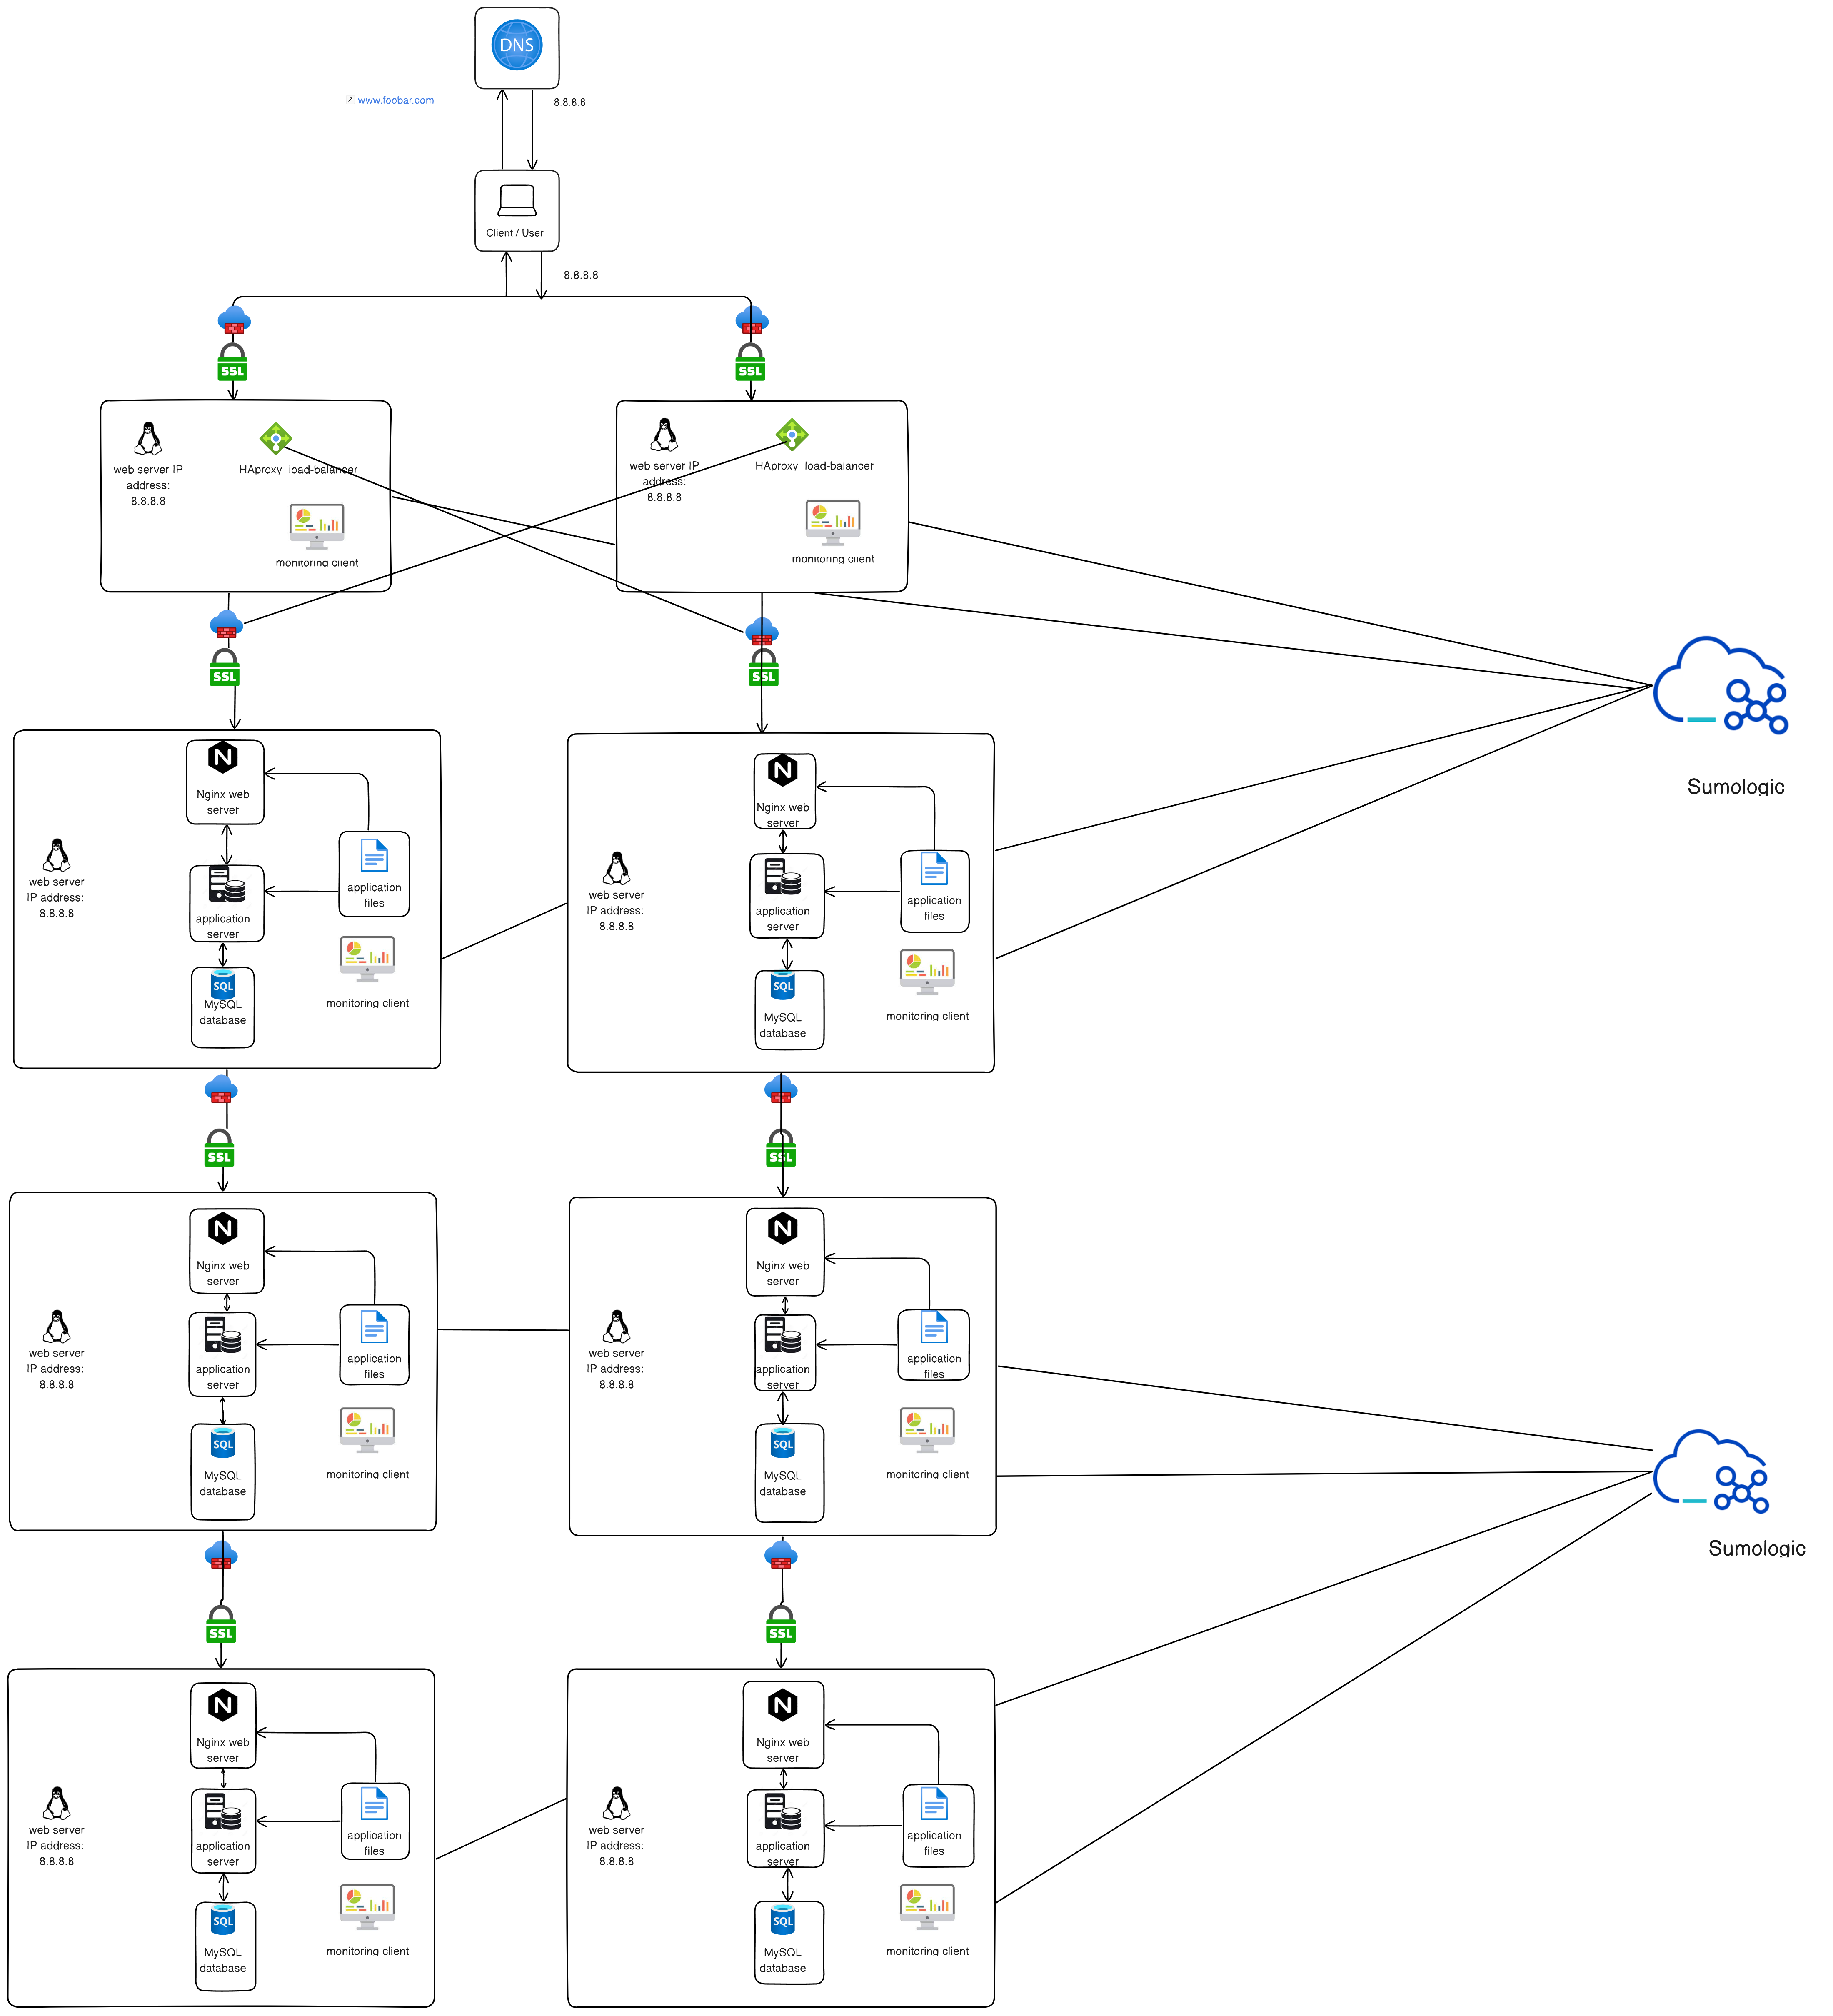 DNS
www.foobar.com
8.8.8.8
Client / User
8.8.8.8
SSL
SSL
web server IP
address:
8.8.8.8
HAproxy load-balancer
monitoring client
web server IP
address:
8.8.8.8
HAproxy load-balancer
monitoring client
SSL
SSL
Sumologic
Nginx web
server
web server
IP address:
8.8.8.8
application
server
application
files
SQL
MySQL
database
monitoring client
Nginx web
server
web server
IP address:
8.8.8.8
application
server
application
files
SQL
MySQL
database
monitoring client
SSL
SSL
Nginx web
server
web server
IP address:
8.8.8.8
application
server
application
files
SQL
MySQL
database
monitoring client
Nginx web
server
web server
IP address:
8.8.8.8
application
server
application
files
SQL
MySQL
database
monitoring client
Sumologic
SSL
SSL
Nginx web
server
web server
IP address:
8.8.8.8
application
server
application
files
SQL
MySQL
database
monitoring client
Nginx web
server
web server
IP address:
8.8.8.8
application
server
application
files
SQL
MySQL
database
monitoring client